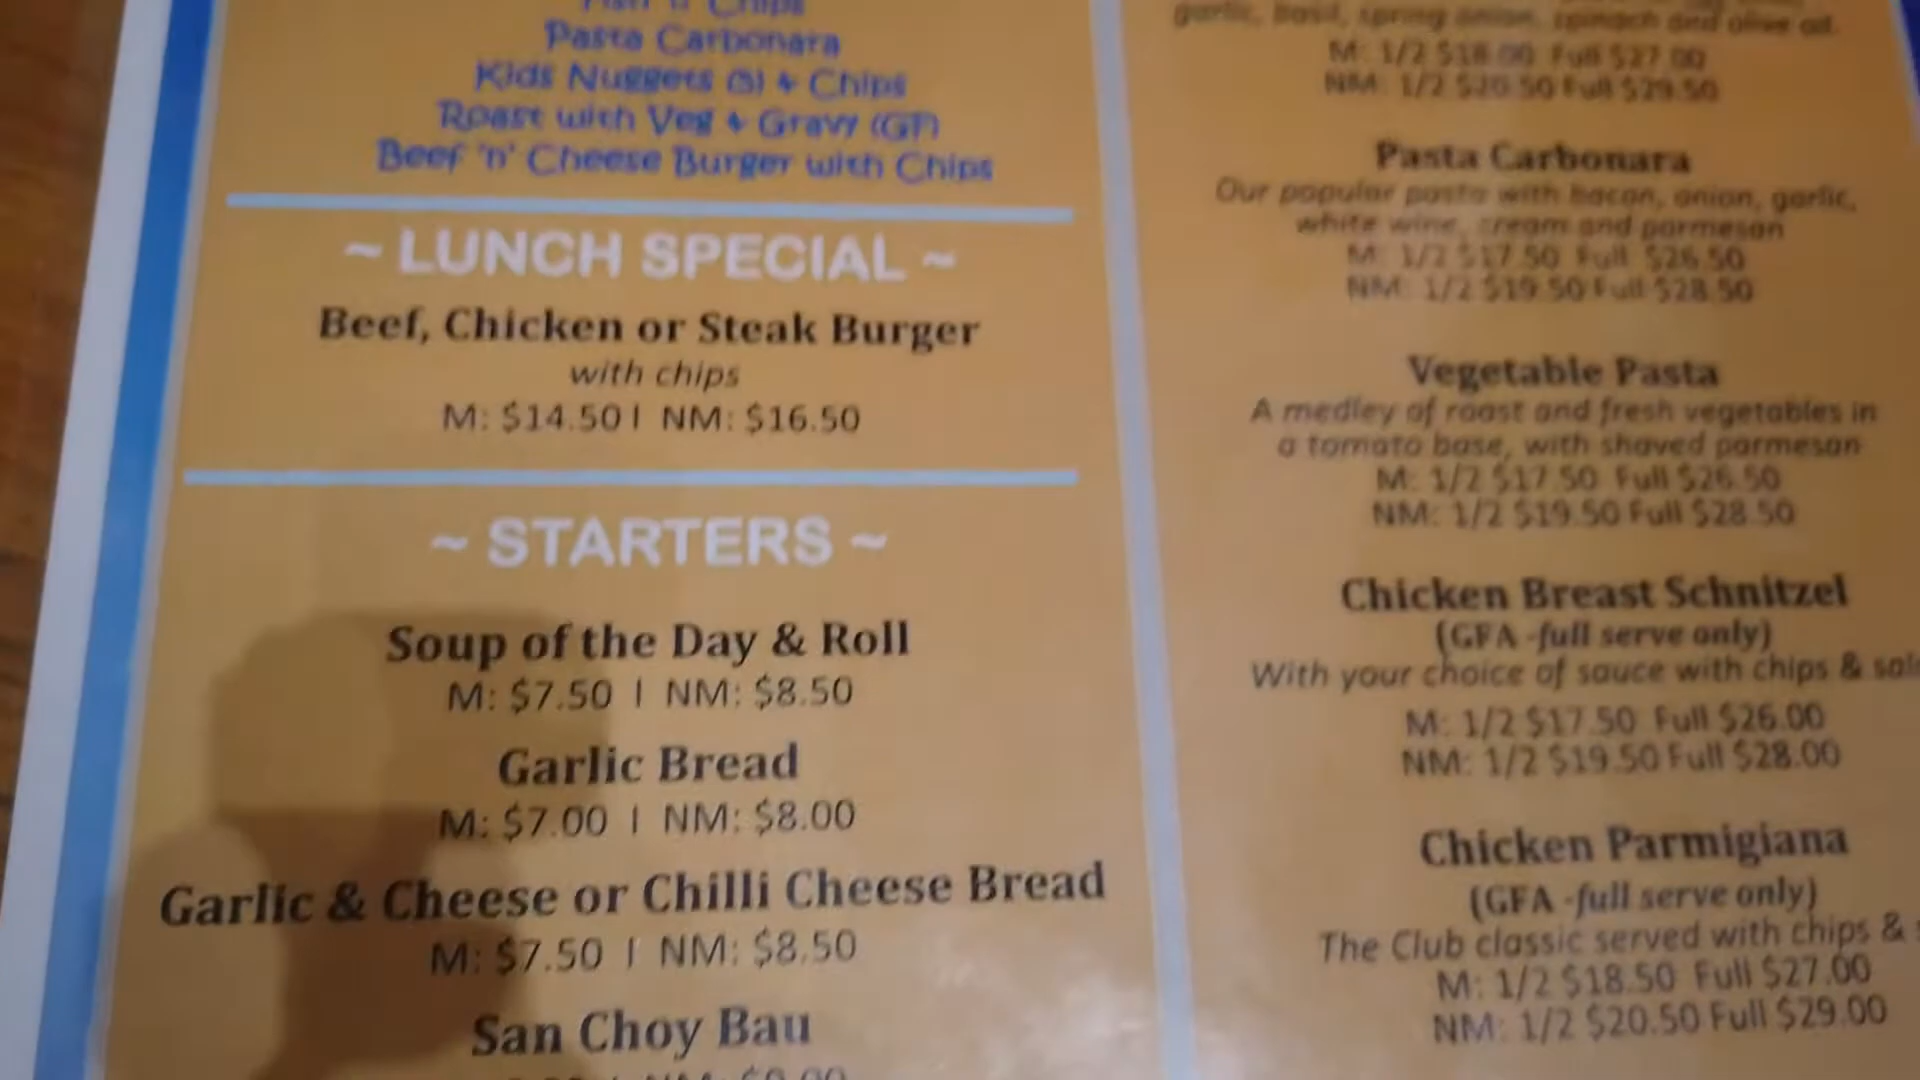 Fish 'n' Chips
Pasta Carbonara
Kids Nuggets (5) + Chips
Roast with Veg + Gravy (GF)
Beef 'n' Cheese Burger with Chips
~ LUNCH SPECIAL ~
Beef, Chicken or Steak Burger
with chips
M: $14.50 | NM: $16.50
~ STARTERS ~
Soup of the Day & Roll
M: $7.50 | NM: $8.50
Garlic Bread
M: $7.00 | NM: $8.00
Garlic & Cheese or Chilli Cheese Bread
M: $7.50 | NM: $8.50
San Choy Bau
garlic, basil, spring onion, spinach and olive oil.
M: 1/2 $18.00 Full $27.00
NM: 1/2 $20.50 Full $29.50
Pasta Carbonara
Our popular pasta with bacon, onion, garlic,
white wine, cream and parmesan
M: 1/2 $17.50 Full $26.50
NM: 1/2 $19.50 Full $28.50
Vegetable Pasta
A medley of roast and fresh vegetables in
a tomato base, with shaved parmesan
M: 1/2 $17.50 Full $26.50
NM: 1/2 $19.50 Full $28.50
Chicken Breast Schnitzel
(GFA -full serve only)
With your choice of sauce with chips &
M: 1/2 $17.50 Full $26.00
NM: 1/2 $19.50 Full $28.00
Chicken Parmigiana
(GFA -full serve only)
The Club classic served with chips &
M: 1/2 $18.50 Full $27.00
NM: 1/2 $20.50 Full $29.00